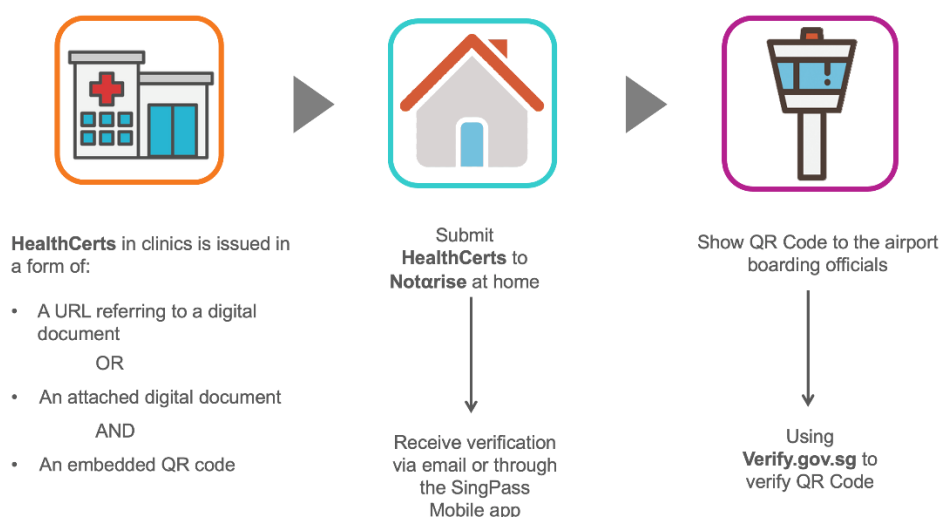 HealthCerts in clinics is issued in
a form of:
• A URL referring to a digital
document
OR
• An attached digital document
AND
• An embedded QR code
Submit
HealthCerts to
Notαrise at home
Receive verification
via email or through
the SingPass
Mobile app
Show QR Code to the airport
boarding officials
Using
Verify.gov.sg to
verify QR Code